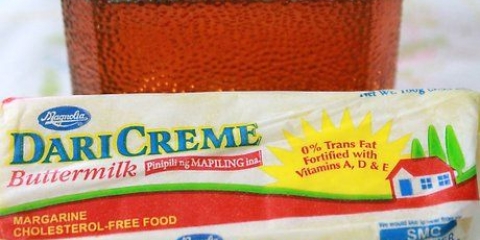 Magnolia
DARI CREME
Buttermilk
Pinipili ng MAPILING ina!
0% Trans Fat
Fortified with
Vitamins A, D & E
MARGARINE
CHOLESTEROL-FREE FOOD
SMC